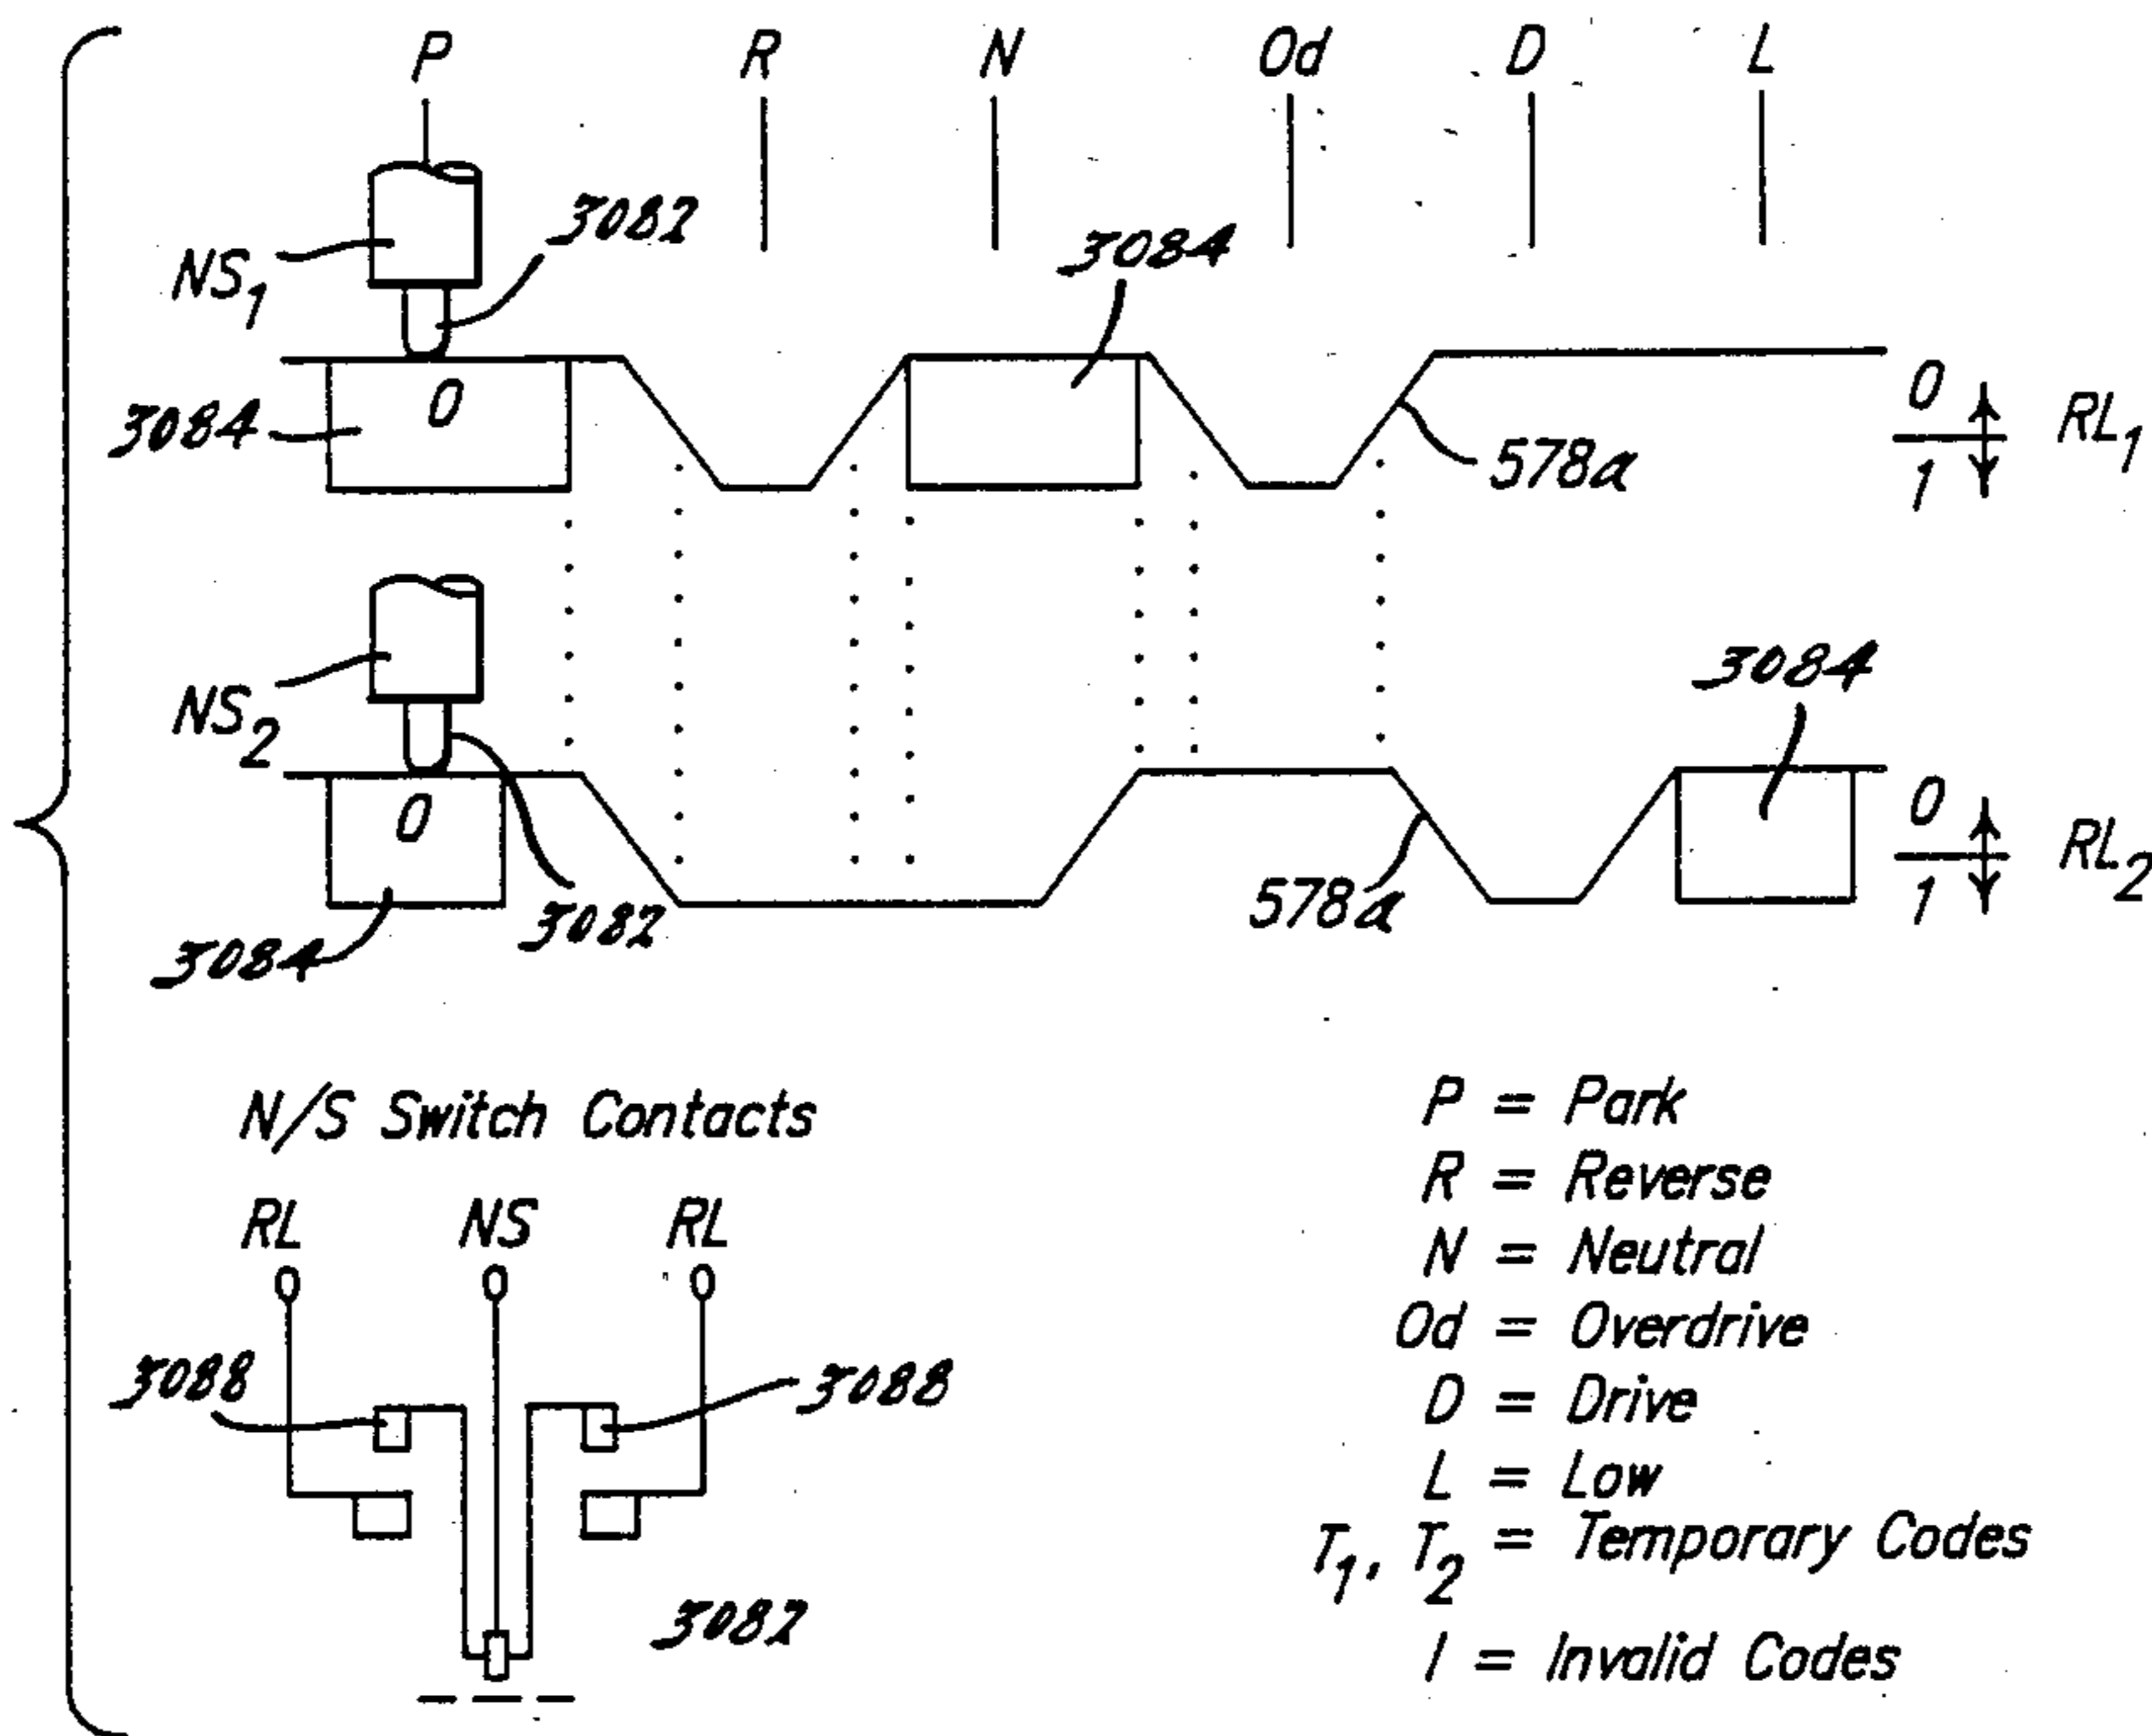 P R N Od D L
3082
NS1
3084
0
3084
0
1
RL1
578a
NS2
3084
0
0
1
RL2
3082
578a
3084
N/S Switch Contacts
RL NS RL
3088
3088
3082
P = Park
R = Reverse
N = Neutral
Od = Overdrive
D = Drive
L = Low
T1, T2 = Temporary Codes
I = Invalid Codes